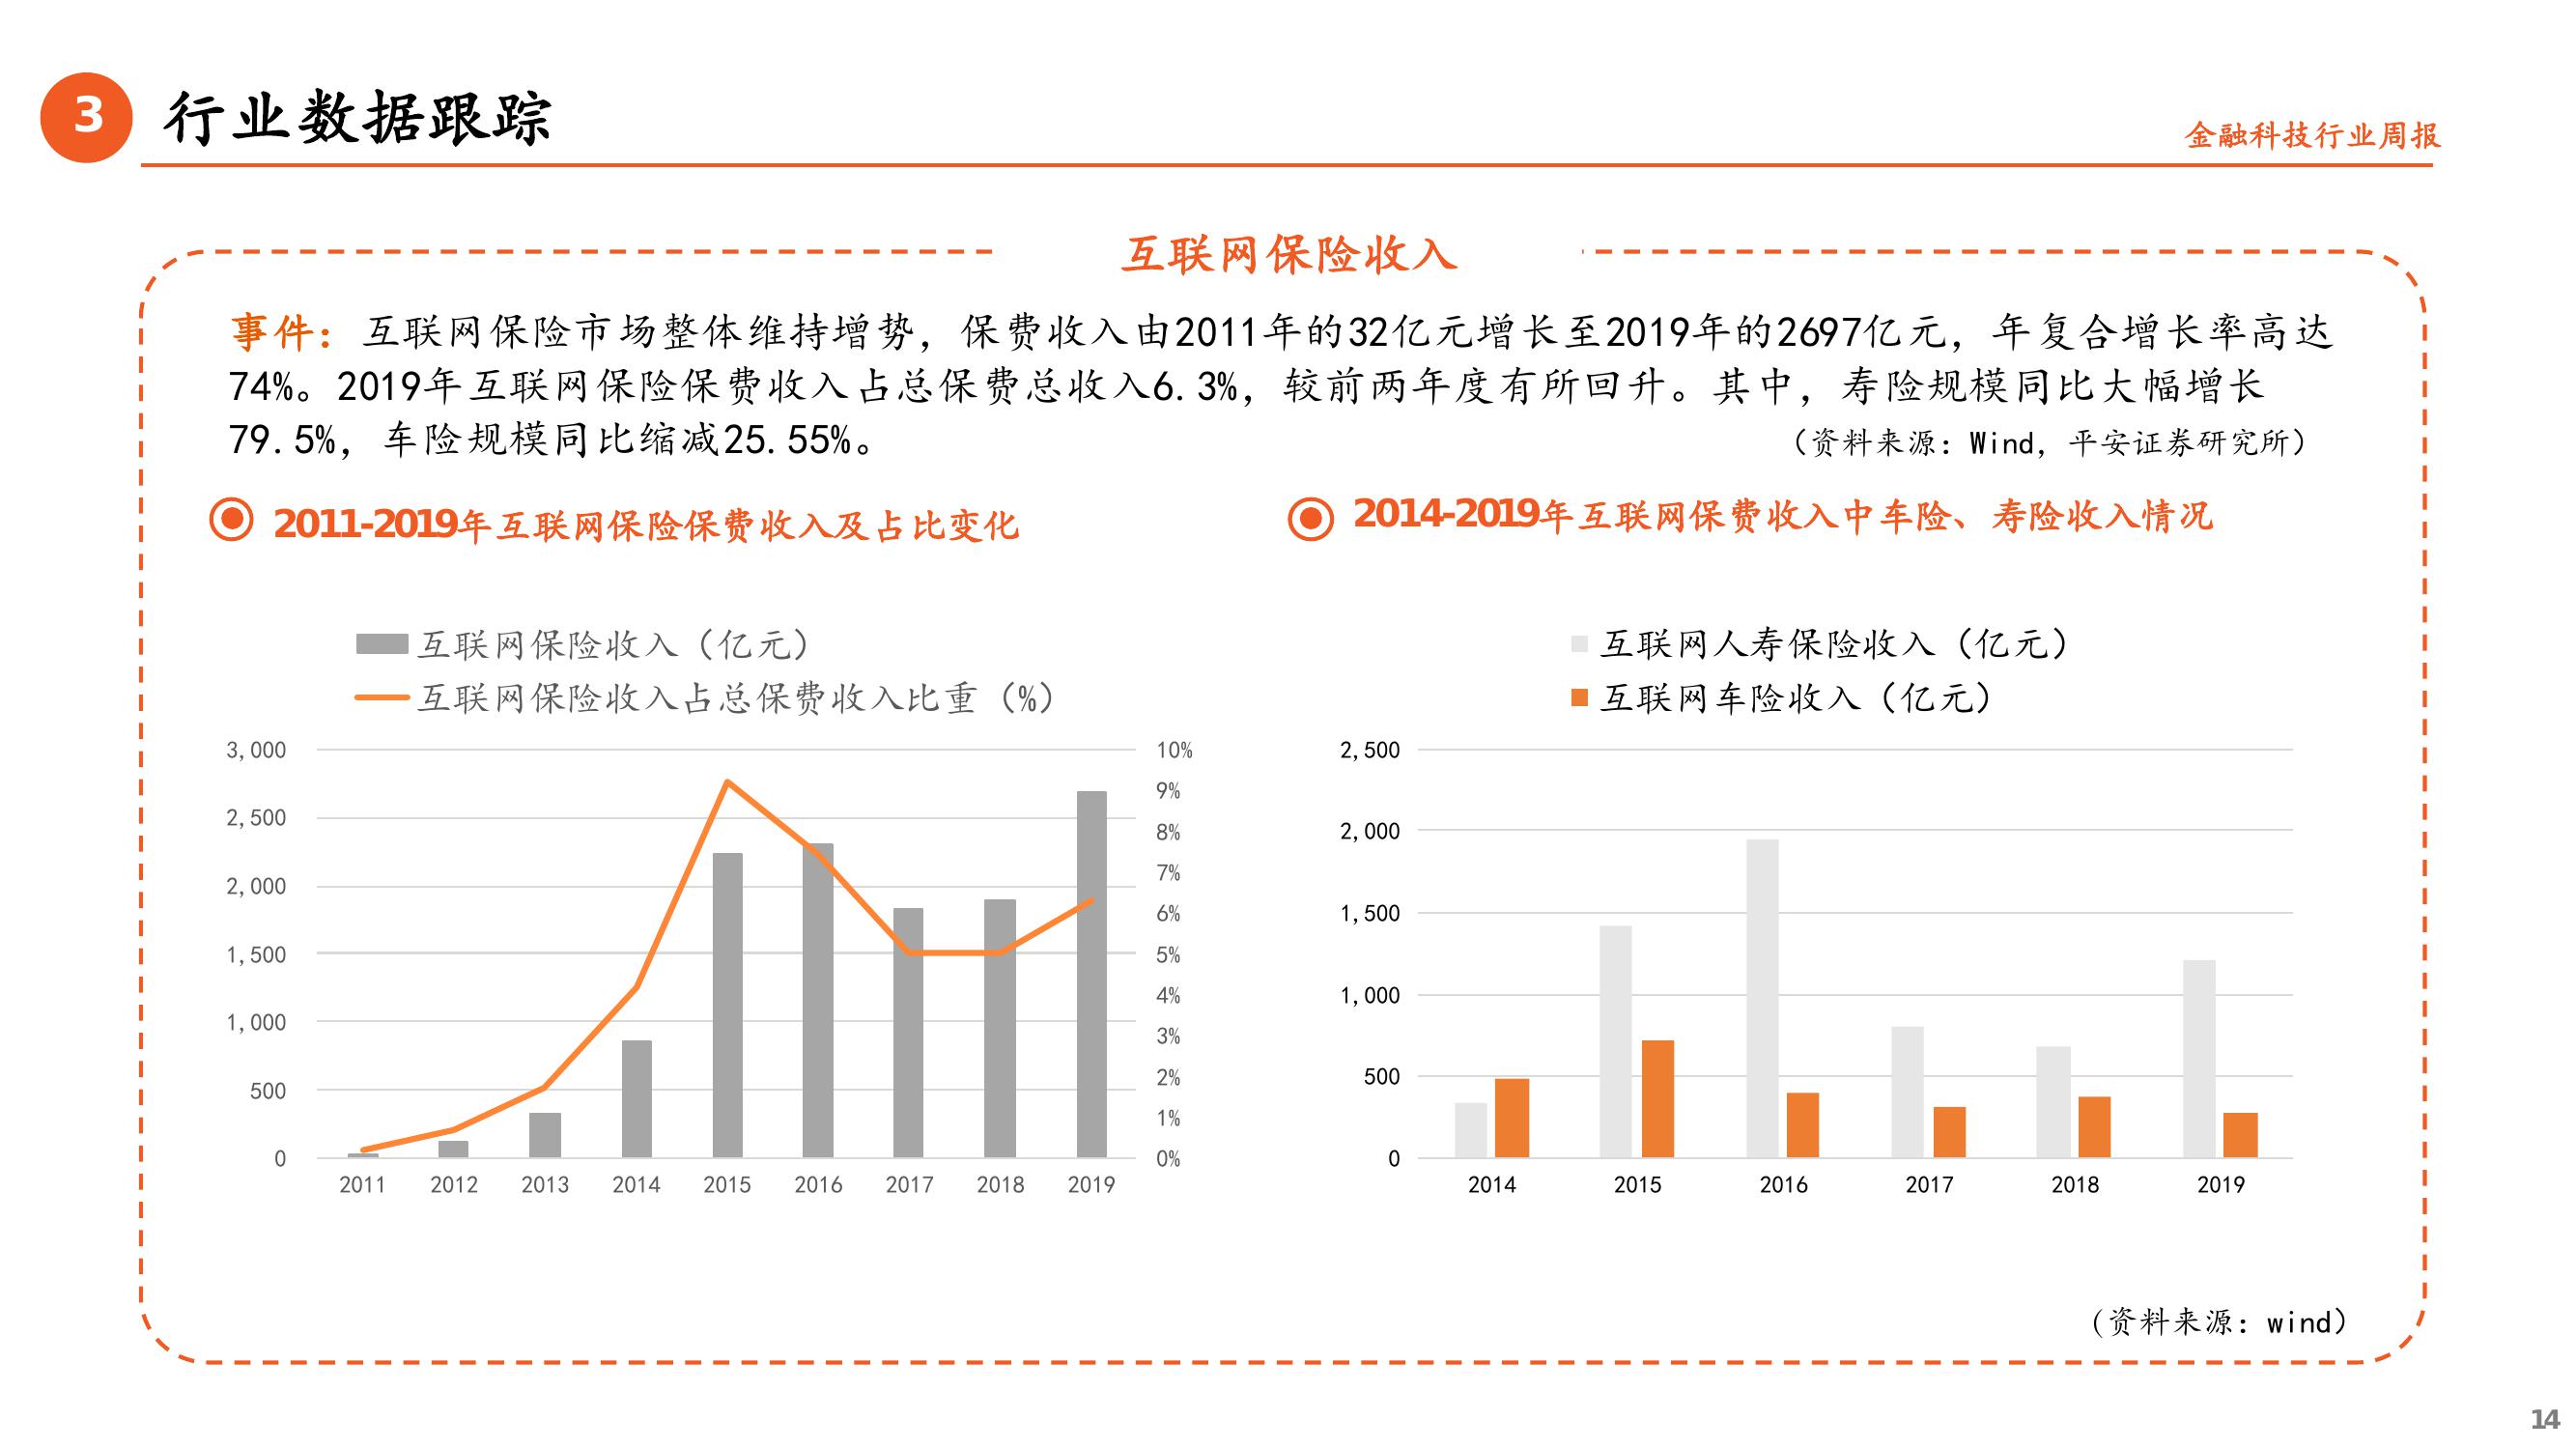 3
行业数据跟踪
金融科技行业周报
互联网保险收入
事件：互联网保险市场整体维持增势，保费收入由2011年的32亿元增长至2019年的2697亿元，年复合增长率高达
74%。2019年互联网保险保费收入占总保费总收入6.3%，较前两年度有所回升。其中，寿险规模同比大幅增长
79.5%，车险规模同比缩减25.55%。
（资料来源：Wind，平安证券研究所）
2011-2019年互联网保险保费收入及占比变化
互联网保险收入（亿元）
互联网保险收入占总保费收入比重（%）
3,000
2,500
2,000
1,500
1,000
500
0
10%
9%
8%
7%
6%
5%
4%
3%
2%
1%
0%
2011 2012 2013 2014 2015 2016 2017 2018 2019
2014-2019年互联网保费收入中车险、寿险收入情况
互联网人寿保险收入（亿元）
互联网车险收入（亿元）
2,500
2,000
1,500
1,000
500
0
2014 2015 2016 2017 2018 2019
（资料来源：wind）
14